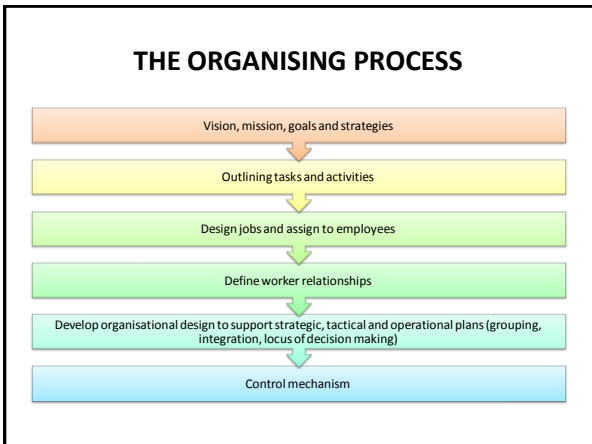 THE ORGANISING PROCESS
Vision, mission, goals and strategies
Outlining tasks and activities
Design jobs and assign to employees
Define worker relationships
Develop organisational design to support strategic, tactical and operational plans (grouping,
integration, locus of decision making)
Control mechanism